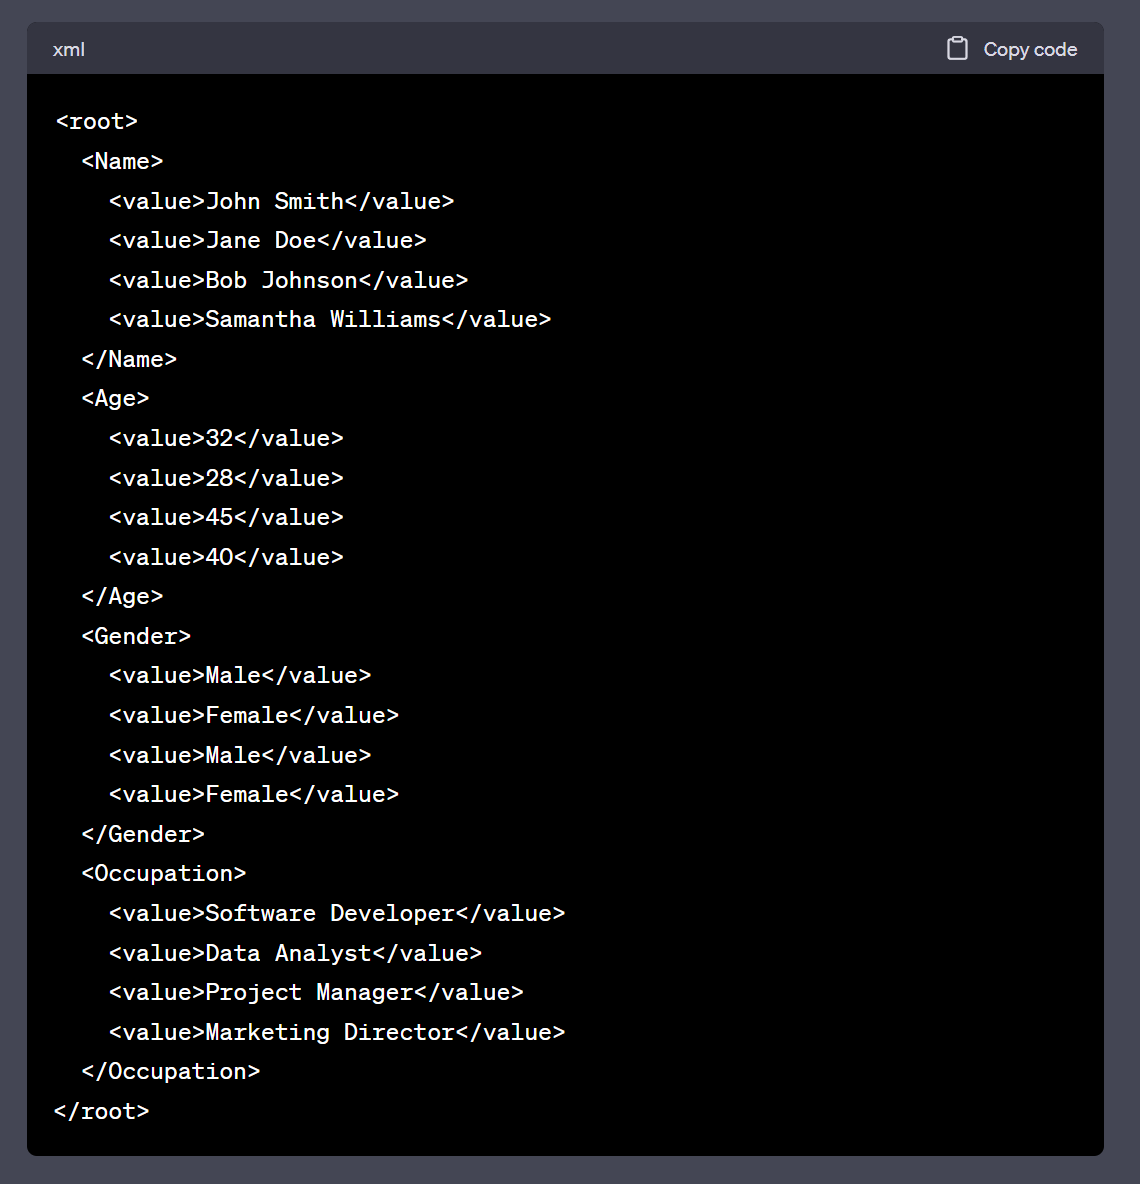 xml
Copy code
<root>
  <Name>
    <value>John Smith</value>
    <value>Jane Doe</value>
    <value>Bob Johnson</value>
    <value>Samantha Williams</value>
  </Name>
  <Age>
    <value>32</value>
    <value>28</value>
    <value>45</value>
    <value>40</value>
  </Age>
  <Gender>
    <value>Male</value>
    <value>Female</value>
    <value>Male</value>
    <value>Female</value>
  </Gender>
  <Occupation>
    <value>Software Developer</value>
    <value>Data Analyst</value>
    <value>Project Manager</value>
    <value>Marketing Director</value>
  </Occupation>
</root>